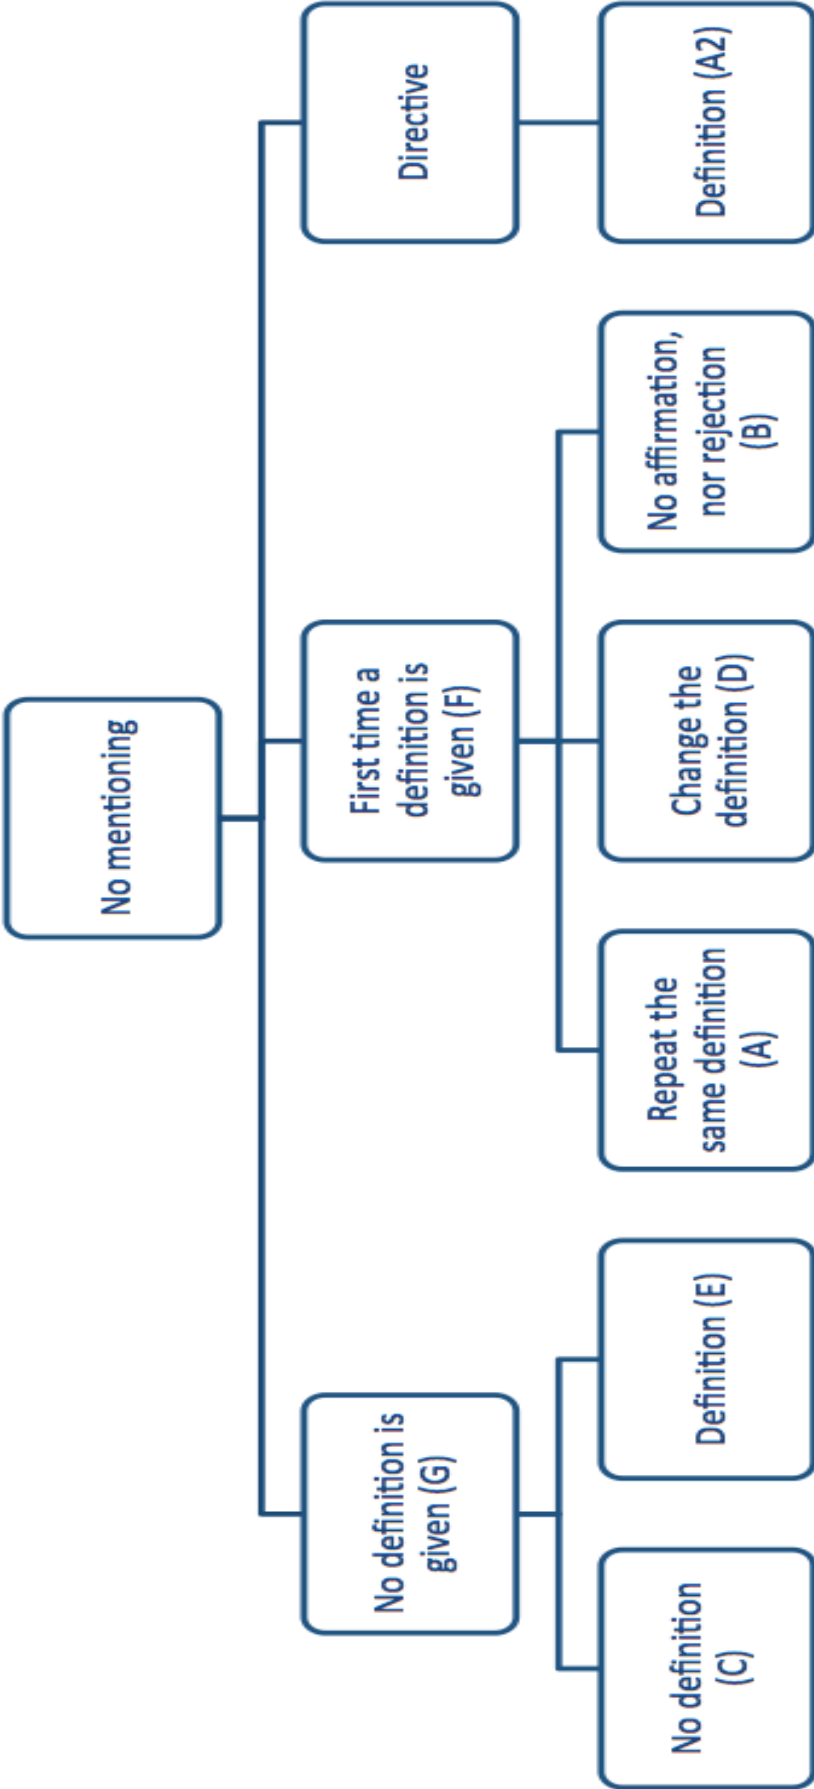 No mentioning
No definition is
given (G)
First time a
definition is
given (F)
Directive
No definition
(C)
Definition (E)
Repeat the
same definition
(A)
Change the
definition (D)
No affirmation,
nor rejection
(B)
Definition (A2)